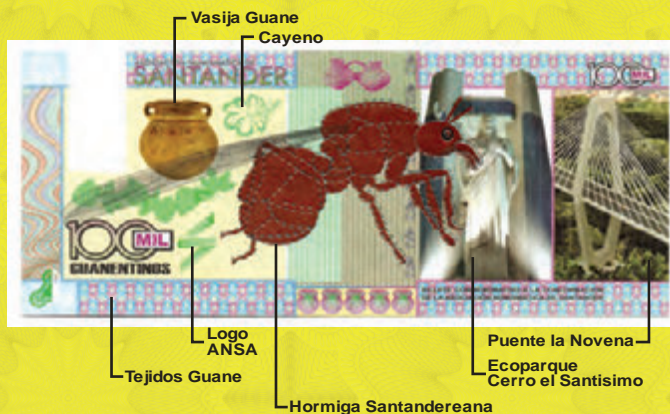 Vasija Guane
Cayeno
SANTANDER
100
100 MIL
GUANENTINOS
Logo
ANSA
Tejidos Guane
Hormiga Santandereana
Puente la Novena
Ecoparque
Cerro el Santisimo